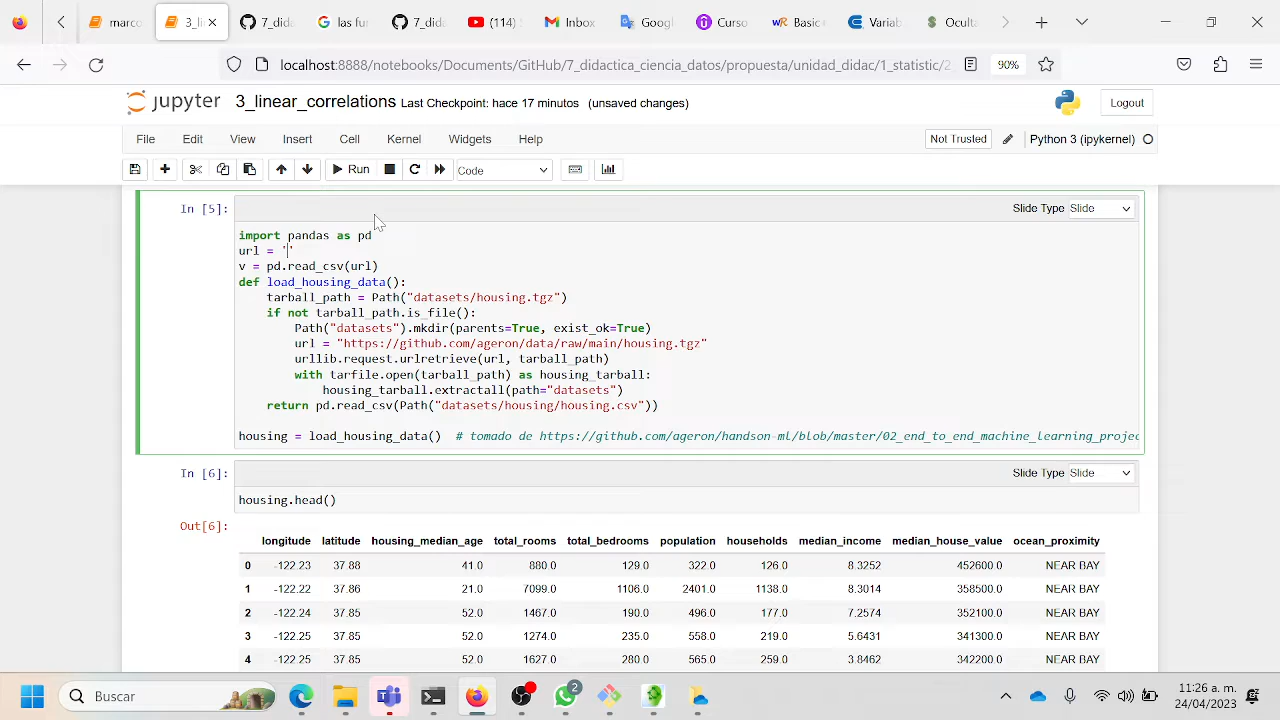 marco
3_line
7_dida
las fu
7_dida
(114)
Inbox
Googl
Curso
Basic
Variab
Oculta
localhost:8888/notebooks/Documents/GitHub/7_didactica_ciencia_datos/propuesta/unidad_didac/1_statistic/2
90%
jupyter 3_linear_correlations Last Checkpoint: hace 17 minutos (unsaved changes)
Logout
File Edit View Insert Cell Kernel Widgets Help
Not Trusted
Python 3 (ipykernel)
Run
Code
In [5]:
Slide Type Slide
import pandas as pd
url = ''
v = pd.read_csv(url)
def load_housing_data():
tarball_path = Path("datasets/housing.tgz")
if not tarball_path.is_file():
Path("datasets").mkdir(parents=True, exist_ok=True)
url = "https://github.com/ageron/data/raw/main/housing.tgz"
urllib.request.urlretrieve(url, tarball_path)
with tarfile.open(tarball_path) as housing_tarball:
housing_tarball.extractall(path="datasets")
return pd.read_csv(Path("datasets/housing/housing.csv"))
housing = load_housing_data()  # tomado de https://github.com/ageron/handson-ml/blob/master/02_end_to_end_machine_learning_projec
In [6]:
Slide Type Slide
housing.head()
Out[6]:
longitude latitude housing_median_age total_rooms total_bedrooms population households median_income median_house_value ocean_proximity
0 -122.23 37.88 41.0 880.0 129.0 322.0 126.0 8.3252 452600.0 NEAR BAY
1 -122.22 37.86 21.0 7099.0 1106.0 2401.0 1138.0 8.3014 358500.0 NEAR BAY
2 -122.24 37.85 52.0 1467.0 190.0 496.0 177.0 7.2574 352100.0 NEAR BAY
3 -122.25 37.85 52.0 1274.0 235.0 558.0 219.0 5.6431 341300.0 NEAR BAY
4 -122.25 37.85 52.0 1627.0 280.0 565.0 259.0 3.8462 342200.0 NEAR BAY
Buscar
2
11:26 a. m.
24/04/2023